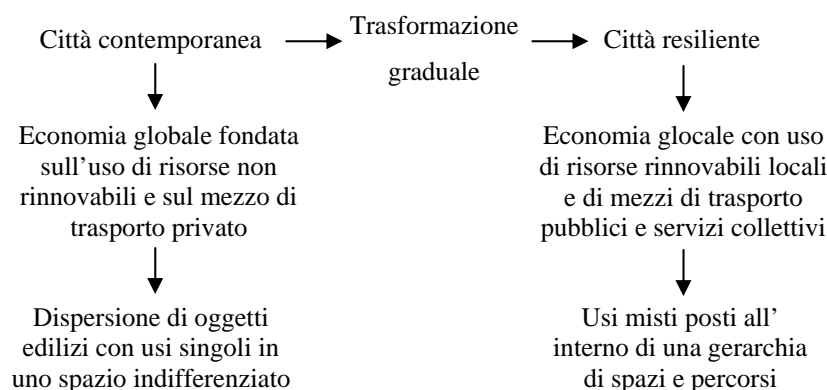 Città contemporanea
Trasformazione
graduale
Città resiliente
Economia globale fondata
sull'uso di risorse non
rinnovabili e sul mezzo di
trasporto privato
Economia glocale con uso
di risorse rinnovabili locali
e di mezzi di trasporto
pubblici e servizi collettivi
Dispersione di oggetti
edilizi con usi singoli in
uno spazio indifferenziato
Usi misti posti all'
interno di una gerarchia
di spazi e percorsi